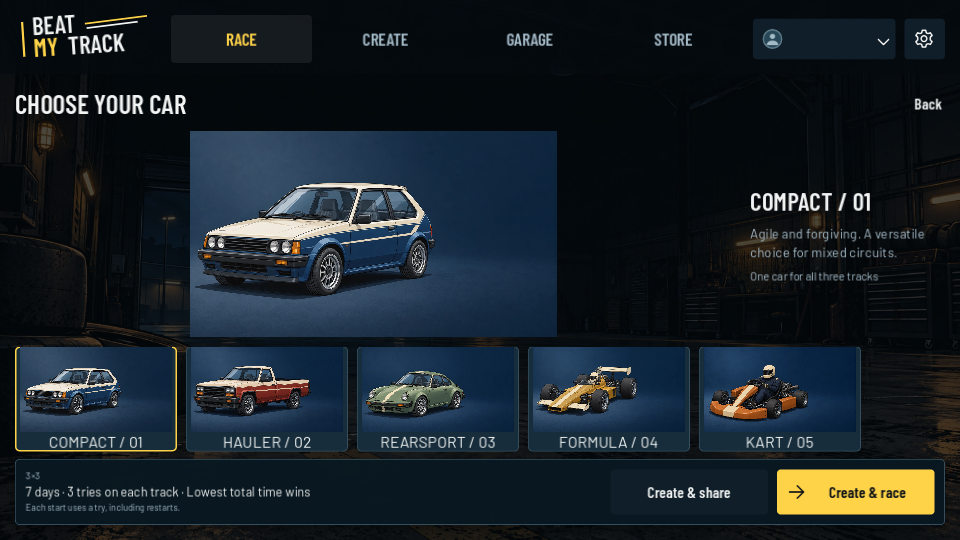 BEAT
MY TRACK
RACE
CREATE
GARAGE
STORE
CHOOSE YOUR CAR
Back
COMPACT / 01
Agile and forgiving. A versatile
choice for mixed circuits.
One car for all three tracks
COMPACT / 01
HAULER / 02
REARSPORT / 03
FORMULA / 04
KART / 05
3×3
7 days · 3 tries on each track · Lowest total time wins
Each start uses a try, including restarts.
Create & share
Create & race